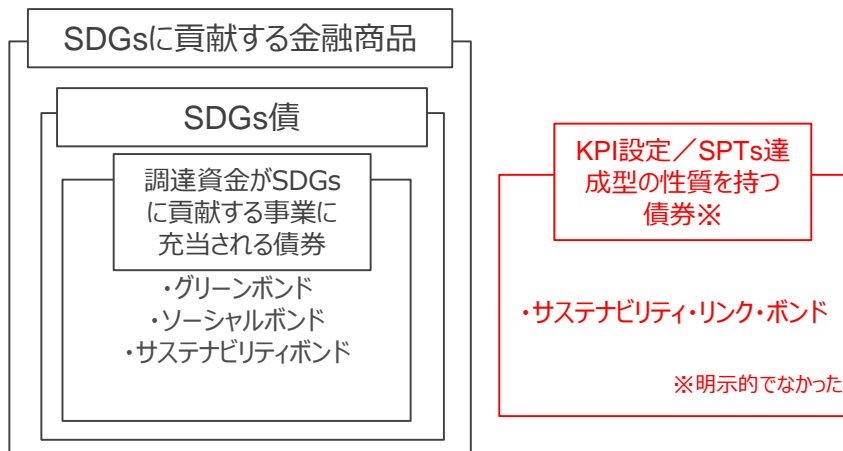 SDGsに貢献する金融商品
SDGs債
調達資金がSDGs
に貢献する事業に
充当される債券
・グリーンボンド
・ソーシャルボンド
・サステナビリティボンド
KPI設定／SPTs達
成型の性質を持つ
債券※
・サステナビリティ・リンク・ボンド
※明示的でなかった